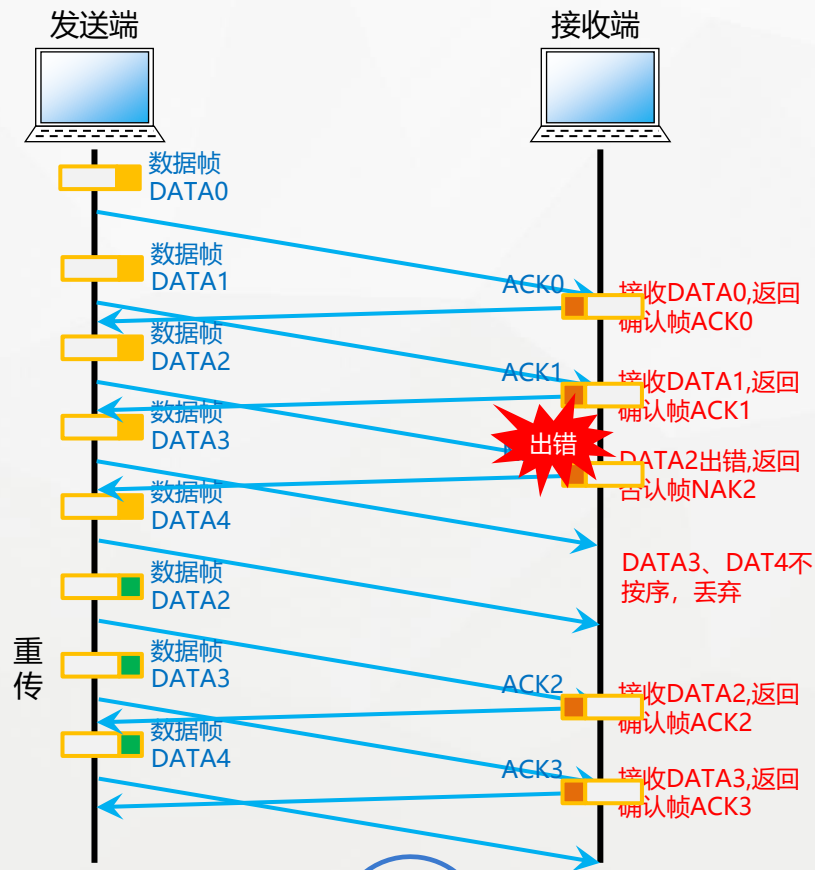 发送端
接收端
数据帧
DATA0
数据帧
DATA1
ACK0
接收DATA0,返回
确认帧ACK0
数据帧
DATA2
ACK1
接收DATA1,返回
确认帧ACK1
数据帧
DATA3
出错
DATA2出错,返回
否认帧NAK2
数据帧
DATA4
DATA3、DAT4不
按序，丢弃
数据帧
DATA2
重
传
数据帧
DATA3
ACK2
接收DATA2,返回
确认帧ACK2
数据帧
DATA4
ACK3
接收DATA3,返回
确认帧ACK3